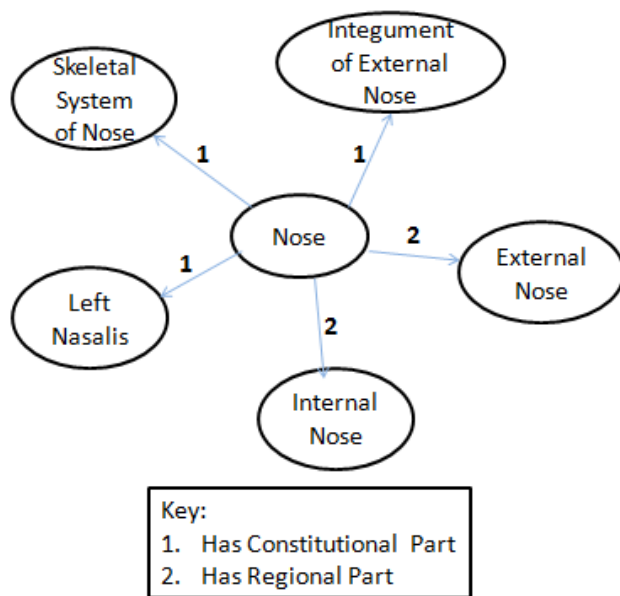 Skeletal
System
of Nose
Integument
of External
Nose
1
1
Nose
2
External
Nose
1
Left
Nasalis
2
Internal
Nose
Key:
1. Has Constitutional Part
2. Has Regional Part